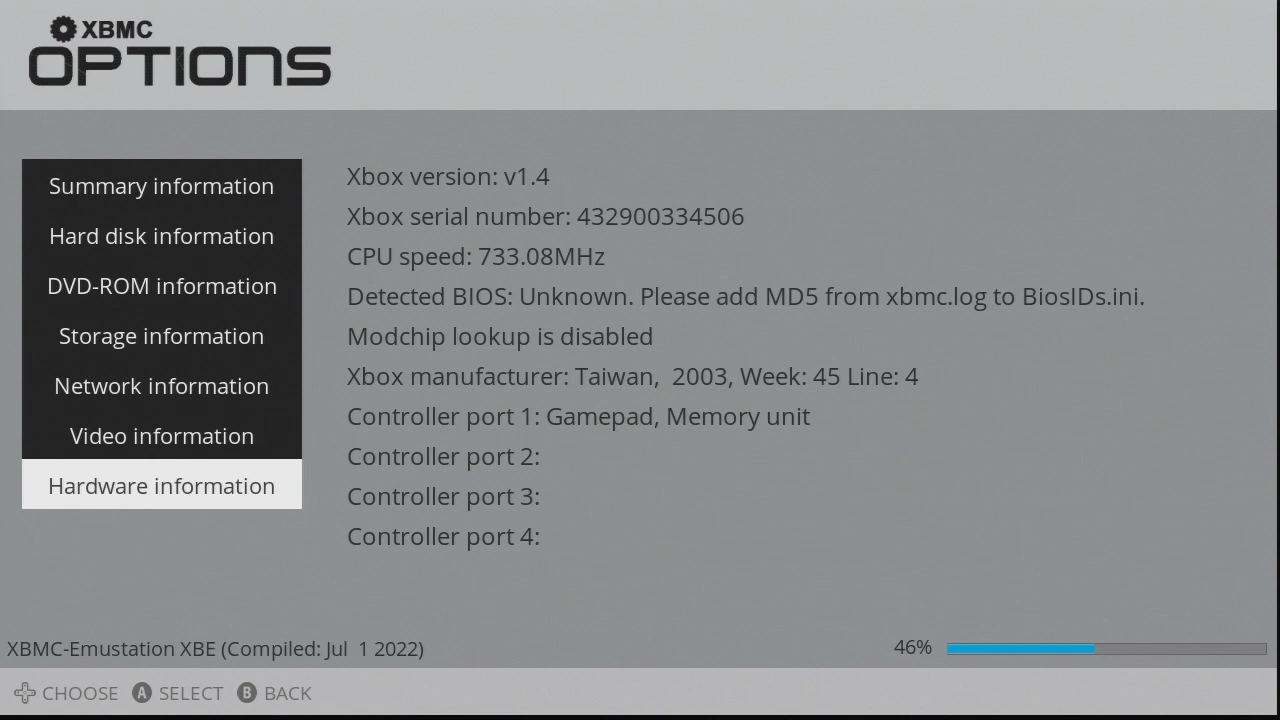 XBMC
OPTIONS
Summary information
Hard disk information
DVD-ROM information
Storage information
Network information
Video information
Hardware information
Xbox version: v1.4
Xbox serial number: 432900334506
CPU speed: 733.08MHz
Detected BIOS: Unknown. Please add MD5 from xbmc.log to BiosIDs.ini.
Modchip lookup is disabled
Xbox manufacturer: Taiwan,  2003, Week: 45 Line: 4
Controller port 1: Gamepad, Memory unit
Controller port 2:
Controller port 3:
Controller port 4:
XBMC-Emustation XBE (Compiled: Jul  1 2022)
46%
CHOOSE A SELECT B BACK